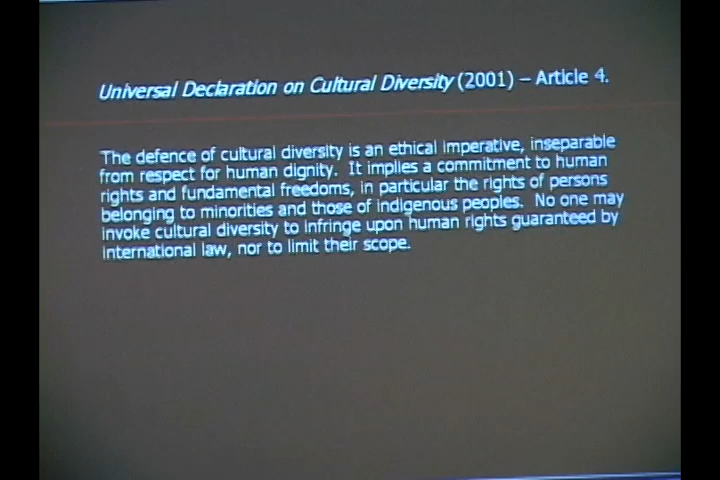 Universal Declaration on Cultural Diversity (2001) – Article 4.
The defence of cultural diversity is an ethical imperative, inseparable
from respect for human dignity. It implies a commitment to human
rights and fundamental freedoms, in particular the rights of persons
belonging to minorities and those of indigenous peoples. No one may
invoke cultural diversity to infringe upon human rights guaranteed by
international law, nor to limit their scope.